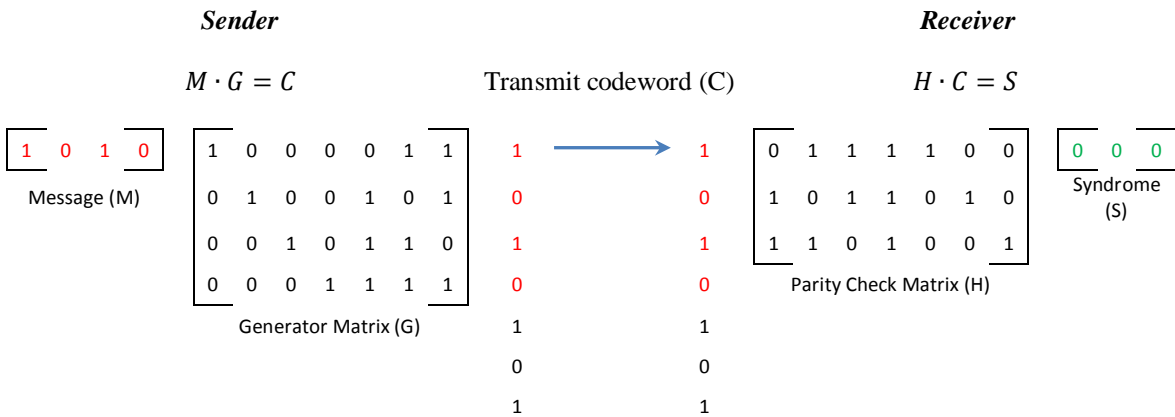 Sender Receiver
M · G = C Transmit codeword (C) H · C = S
1 0 1 0 1 0 0 0 0 1 1 1 1 0 1 1 1 1 0 0 0 0 0
Message (M) 0 1 0 0 1 0 1 0 0 1 0 1 1 0 1 0 Syndrome
(S)
0 0 1 0 1 1 0 1 1 1 1 0 1 0 0 1
0 0 0 1 1 1 1 0 0 Parity Check Matrix (H)
Generator Matrix (G) 1 1
0 0
1 1